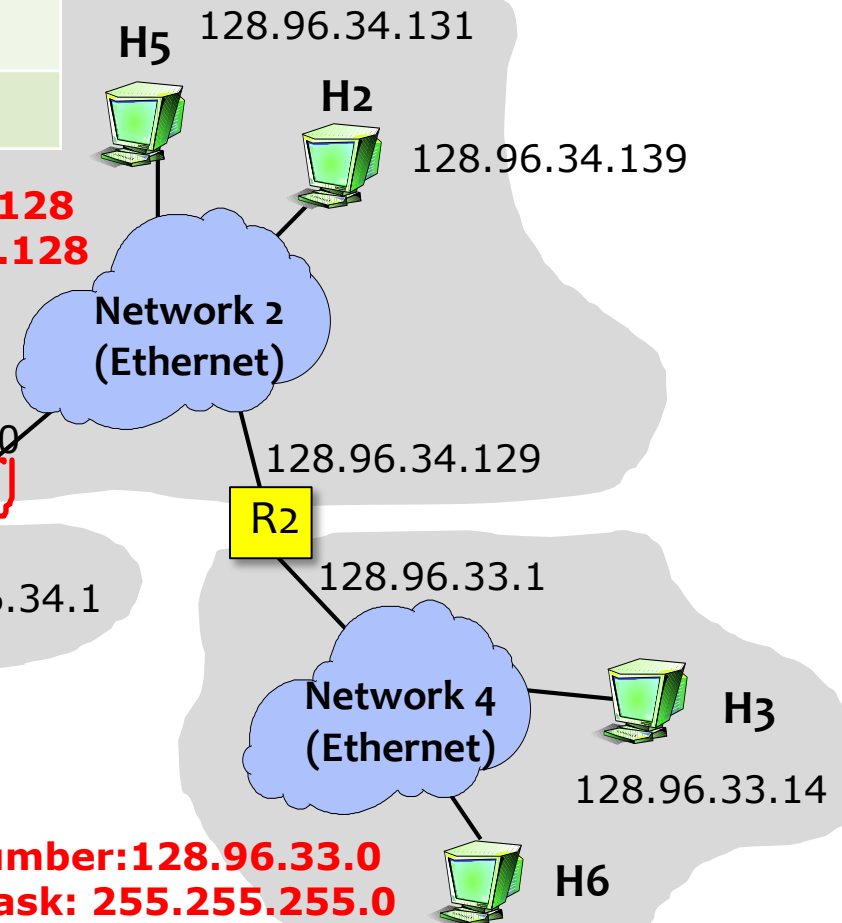 H5 128.96.34.131
H2
128.96.34.139
.128
.128
Network 2
(Ethernet)
0
128.96.34.129
R2
128.96.33.1
.34.1
Network 4
(Ethernet)
H3
128.96.33.14
umber:128.96.33.0
ask: 255.255.255.0
H6